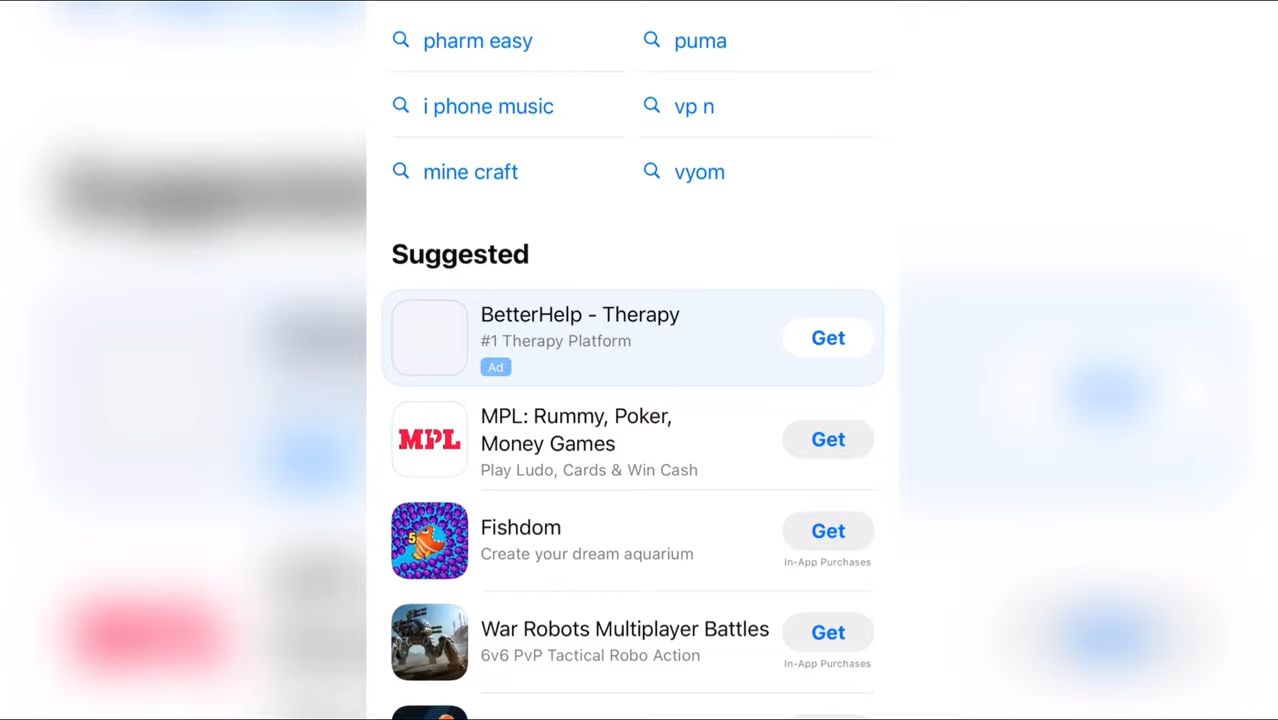 pharm easy
puma
i phone music
vp n
mine craft
vyom
Suggested
BetterHelp - Therapy
#1 Therapy Platform
Ad
Get
MPL
MPL: Rummy, Poker,
Money Games
Play Ludo, Cards & Win Cash
Get
5
Fishdom
Create your dream aquarium
Get
In-App Purchases
War Robots Multiplayer Battles
6v6 PvP Tactical Robo Action
Get
In-App Purchases